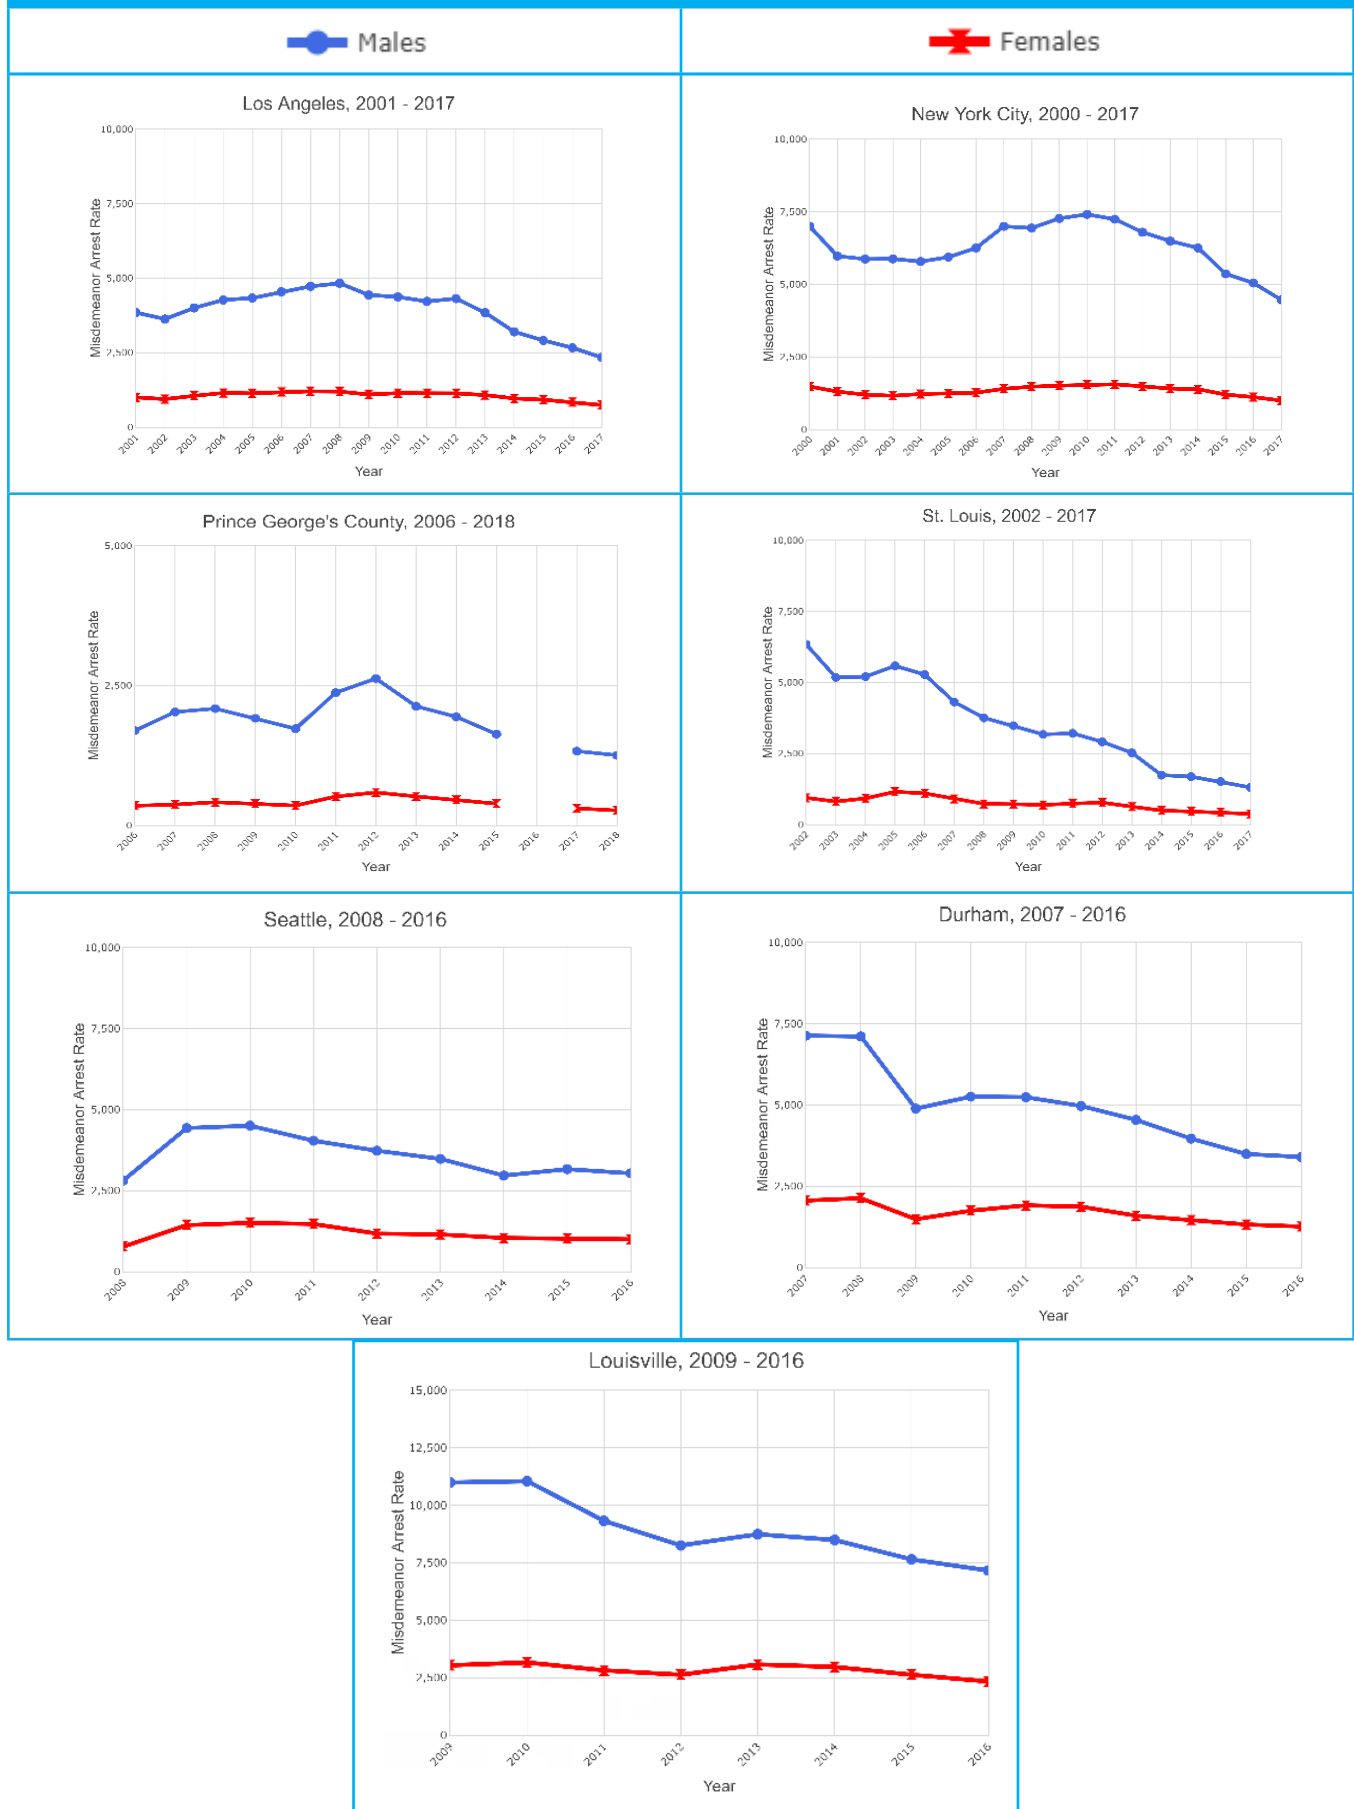 Males
Females
Los Angeles, 2001 - 2017
Misdemeanor Arrest Rate
10,000
7,500
5,000
2,500
0
2001 2002 2003 2004 2005 2006 2007 2008 2009 2010 2011 2012 2013 2014 2015 2016 2017
Year
New York City, 2000 - 2017
Misdemeanor Arrest Rate
10,000
7,500
5,000
2,500
0
2000 2001 2002 2003 2004 2005 2006 2007 2008 2009 2010 2011 2012 2013 2014 2015 2016 2017
Year
Prince George's County, 2006 - 2018
Misdemeanor Arrest Rate
5,000
2,500
0
2006 2007 2008 2009 2010 2011 2012 2013 2014 2015 2016 2017 2018
Year
St. Louis, 2002 - 2017
Misdemeanor Arrest Rate
10,000
7,500
5,000
2,500
0
2002 2003 2004 2005 2006 2007 2008 2009 2010 2011 2012 2013 2014 2015 2016 2017
Year
Seattle, 2008 - 2016
Misdemeanor Arrest Rate
10,000
7,500
5,000
2,500
0
2008 2009 2010 2011 2012 2013 2014 2015 2016
Year
Durham, 2007 - 2016
Misdemeanor Arrest Rate
10,000
7,500
5,000
2,500
0
2007 2008 2009 2010 2011 2012 2013 2014 2015 2016
Year
Louisville, 2009 - 2016
Misdemeanor Arrest Rate
15,000
12,500
10,000
7,500
5,000
2,500
0
2009 2010 2011 2012 2013 2014 2015 2016
Year